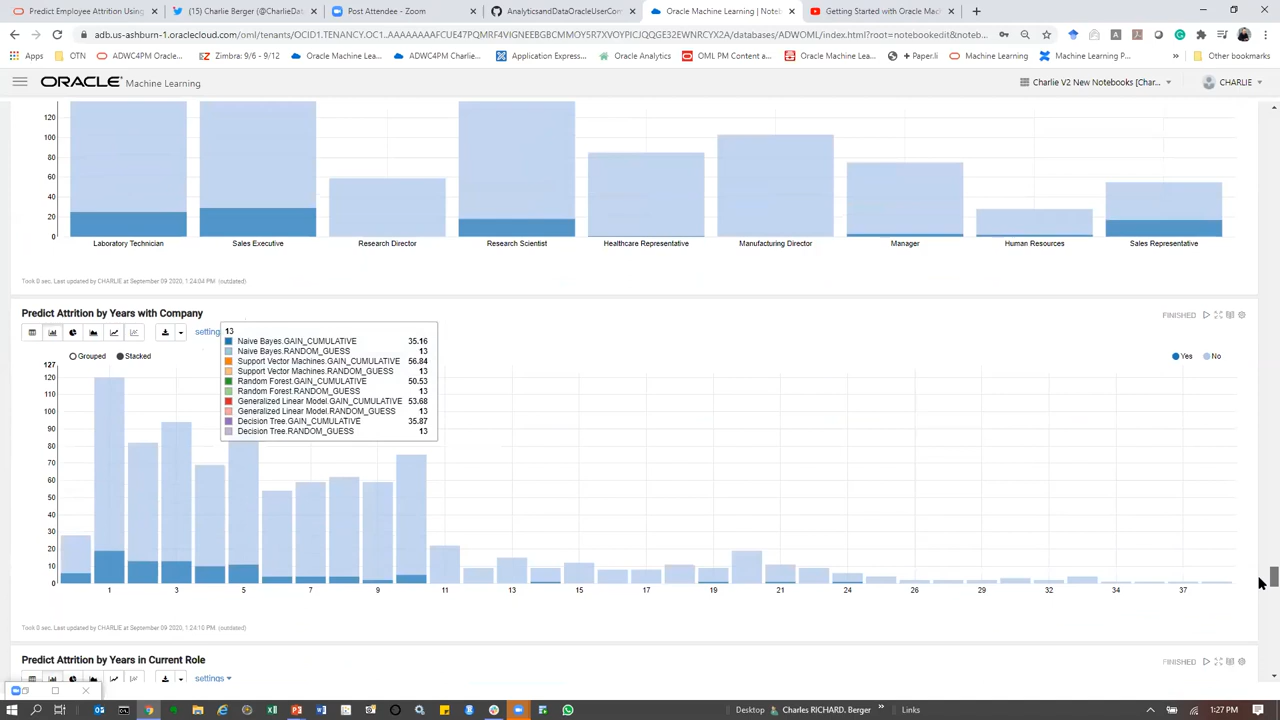 Predict Employee Attrition Using
(15) Charlie Berger (@CharlieDat
Post Attendee - Zoom
AnalyticsandDataOracleUserCom
Oracle Machine Learning | Note
Getting Started with Oracle Mac
adb.us-ashburn-1.oraclecloud.com/oml/tenants/
databases/ADWOML/index.html?root=notebookedit&noteb...
Apps
OTN
ADWC4PM Oracle...
Zimbra: 9/6 - 9/12
Oracle Machine Lea...
ADWC4PM Charlie...
Application Express...
Oracle Analytics
OML PM Content a...
Oracle Machine Lea...
+ Paper.li
Oracle Machine Lea...
Machine Learning P...
»
Other bookmarks
ORACLE Machine Learning
Charlie V2 New Notebooks [Char...
CHARLIE
120
100
80
60
40
20
0
Laboratory Technician
Sales Executive
Research Director
Research Scientist
Healthcare Representative
Manufacturing Director
Manager
Human Resources
Sales Representative
Took 0 sec. Last updated by CHARLIE at September 09 2020, 1:24:04 PM. (outdated)
Predict Attrition by Years with Company
FINISHED
setting
13
Naive Bayes.GAIN_CUMULATIVE 35.16
Naive Bayes.RANDOM_GUESS 13
Support Vector Machines.GAIN_CUMULATIVE 56.84
Support Vector Machines.RANDOM_GUESS 13
Random Forest.GAIN_CUMULATIVE 50.53
Random Forest.RANDOM_GUESS 13
Generalized Linear Model.GAIN_CUMULATIVE 53.68
Generalized Linear Model.RANDOM_GUESS 13
Decision Tree.GAIN_CUMULATIVE 35.87
Decision Tree.RANDOM_GUESS 13
Grouped Stacked
Yes No
127
120
110
100
90
80
70
60
50
40
30
20
10
0
1 3 5 7 9 11 13 15 17 19 21 24 26 29 32 34 37
Took 0 sec. Last updated by CHARLIE at September 09 2020, 1:24:10 PM. (outdated)
Predict Attrition by Years in Current Role
FINISHED
settings
Desktop
Charles RICHARD. Berger
»
Links
1:27 PM